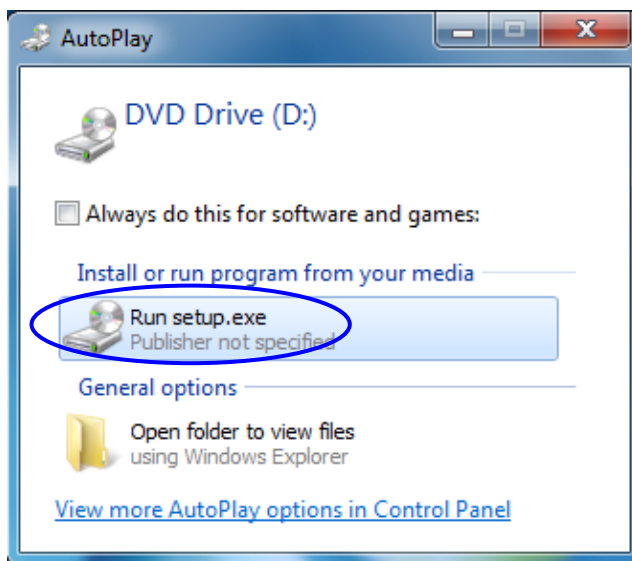 AutoPlay
DVD Drive (D:)
Always do this for software and games:
Install or run program from your media
Run setup.exe
Publisher not specified
General options
Open folder to view files
using Windows Explorer
View more AutoPlay options in Control Panel